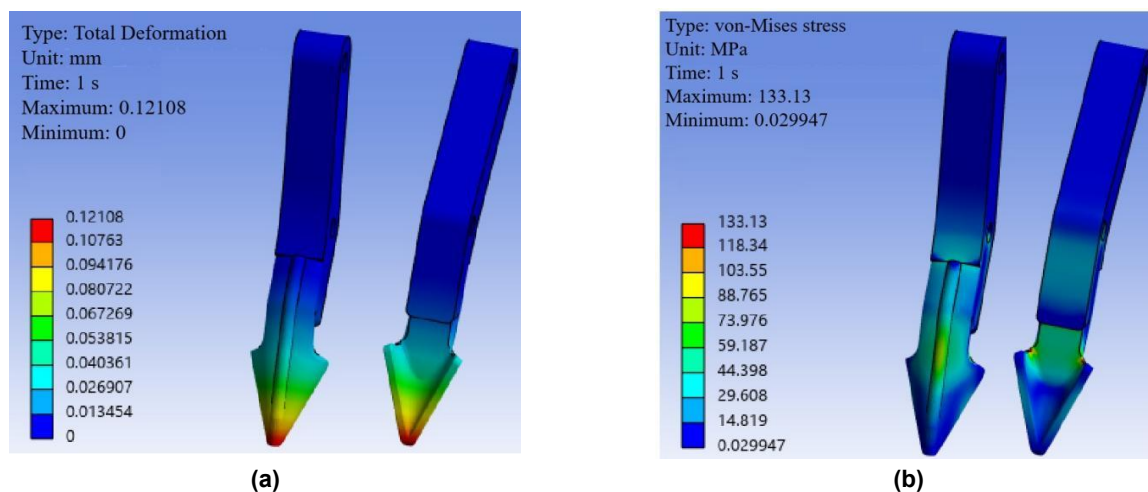 Type: Total Deformation
Unit: mm
Time: 1 s
Maximum: 0.12108
Minimum: 0
0.12108
0.10763
0.094176
0.080722
0.067269
0.053815
0.040361
0.026907
0.013454
0
(a)
Type: von-Mises stress
Unit: MPa
Time: 1 s
Maximum: 133.13
Minimum: 0.029947
133.13
118.34
103.55
88.765
73.976
59.187
44.398
29.608
14.819
0.029947
(b)